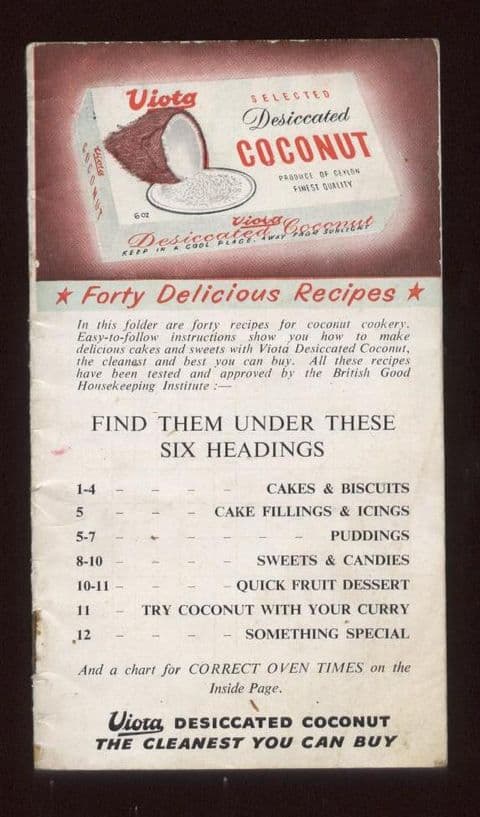 Viota
SELECTED
Desiccated
COCONUT
PRODUCE OF CEYLON
FINEST QUALITY
Viota
COCONUT
6 oz
Viota
Desiccated Coconut
KEEP IN A COOL PLACE, AWAY FROM SUNLIGHT
★ Forty Delicious Recipes ★
In this folder are forty recipes for coconut cookery.
Easy-to-follow instructions show you how to make
delicious cakes and sweets with Viota Desiccated Coconut,
the cleanest and best you can buy. All these recipes
have been tested and approved by the British Good
Housekeeping Institute :—
FIND THEM UNDER THESE
SIX HEADINGS
1-4 – – – – CAKES & BISCUITS
5 – – – CAKE FILLINGS & ICINGS
5-7 – – – – – – PUDDINGS
8-10 – – – – SWEETS & CANDIES
10-11 – – – – QUICK FRUIT DESSERT
11 – TRY COCONUT WITH YOUR CURRY
12 – – – – SOMETHING SPECIAL
And a chart for CORRECT OVEN TIMES on the
Inside Page.
Viota DESICCATED COCONUT
THE CLEANEST YOU CAN BUY